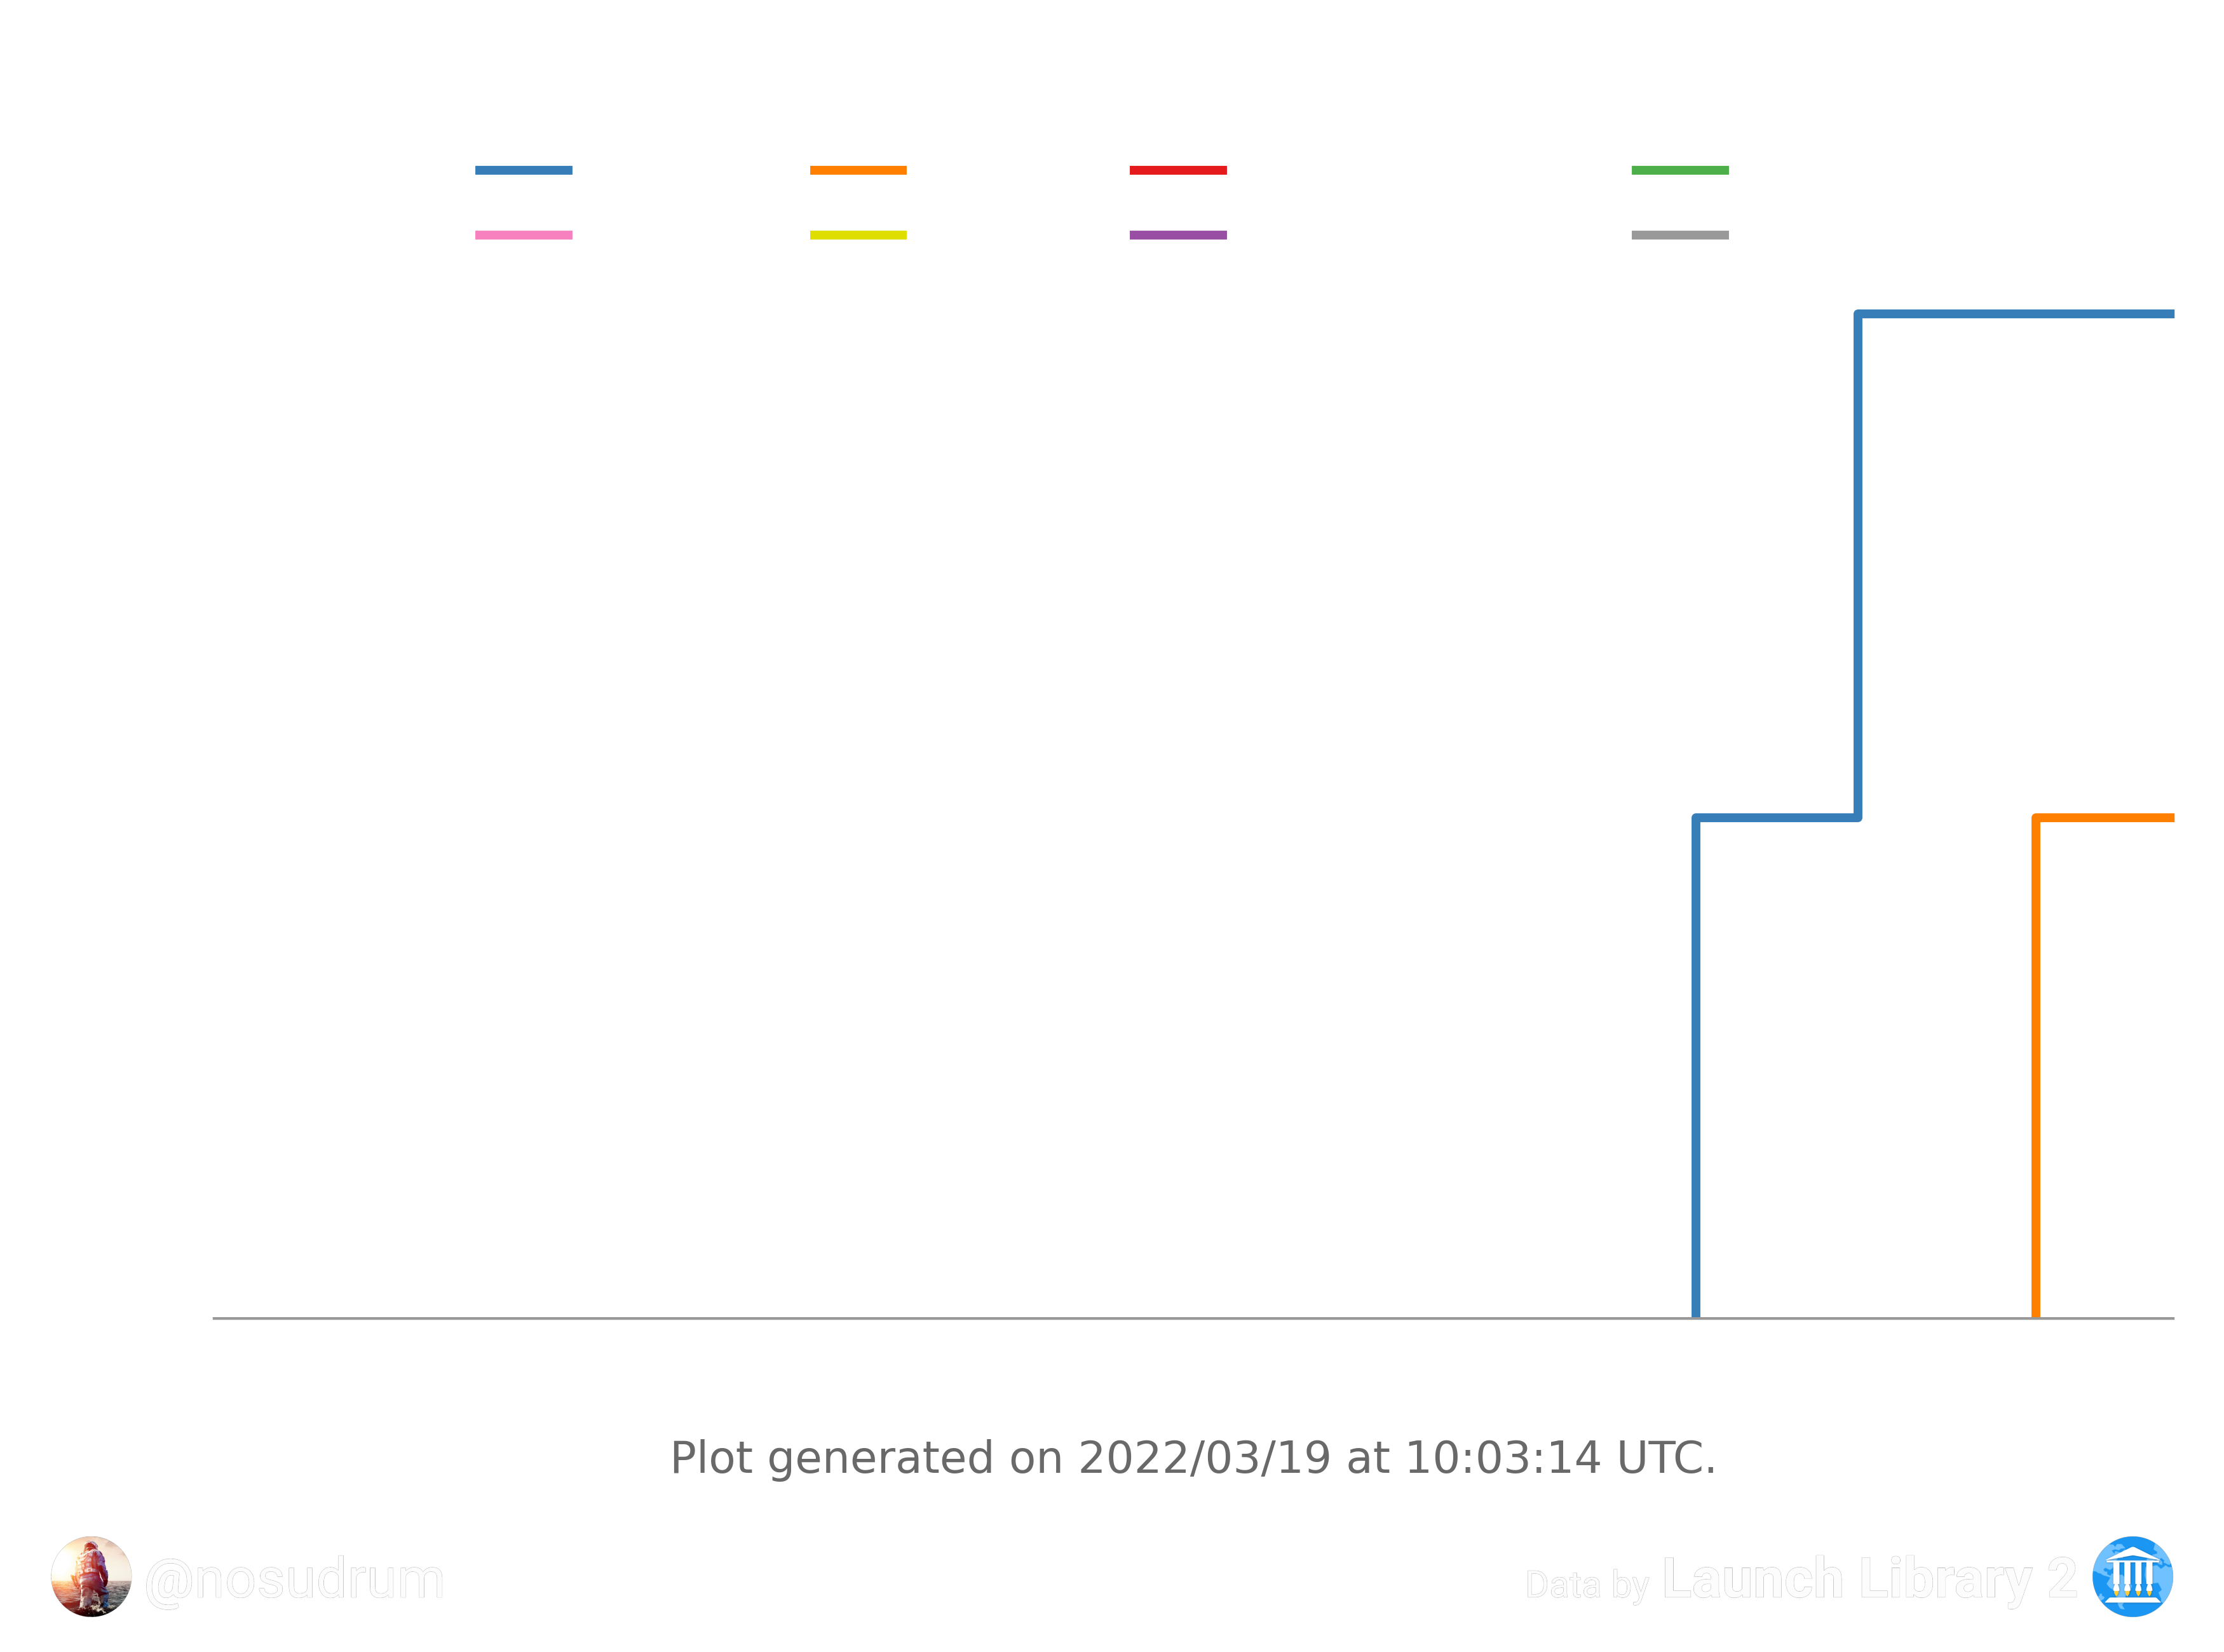 Plot generated on 2022/03/19 at 10:03:14 UTC.
@nosudrum
Data by Launch Library 2